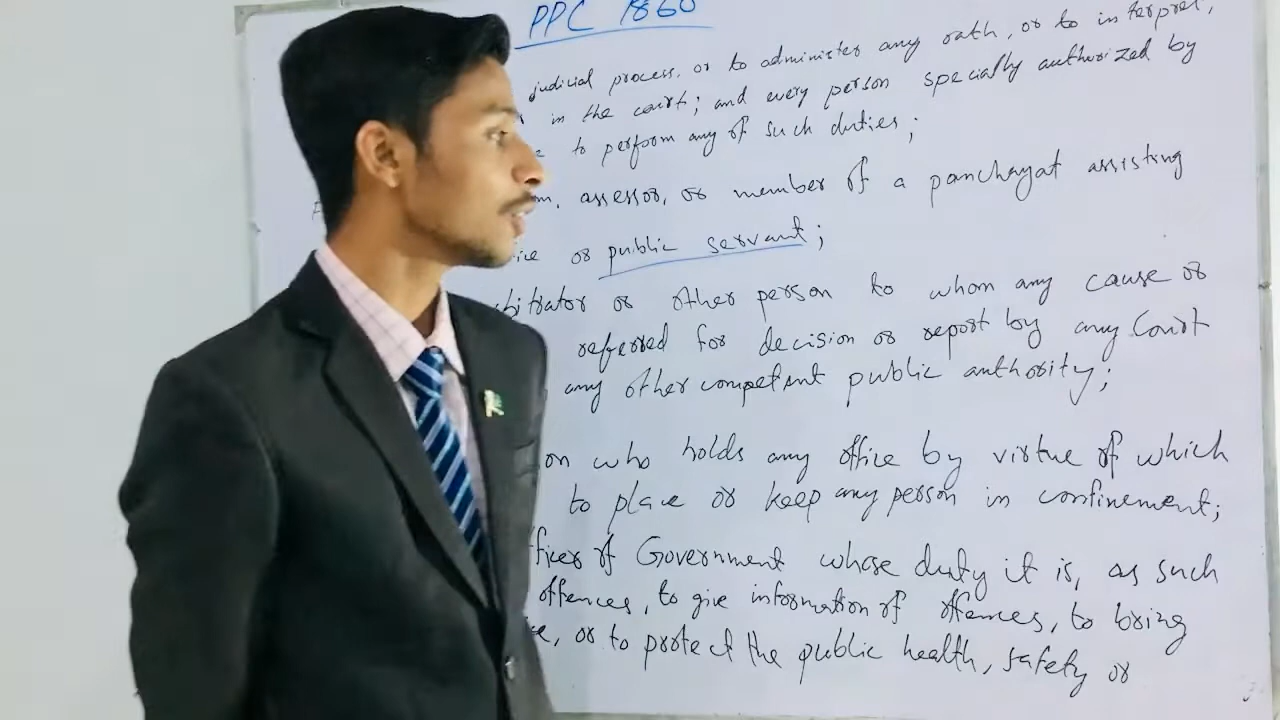 PPC 1860
judicial process, or to administer any oath, or to interpret,
in the court; and every person specially authorized by
to perform any of such duties;
assessor, or member of a panchayat assisting
or public servant;
bitrator or other person to whom any cause or
referred for decision or report by any Court
any other competent public authority;
on who holds any office by virtue of which
to place or keep any person in confinement;
fficer of Government whose duty it is, as such
offences, to give information of offences, to bring
or to protect the public health, safety or